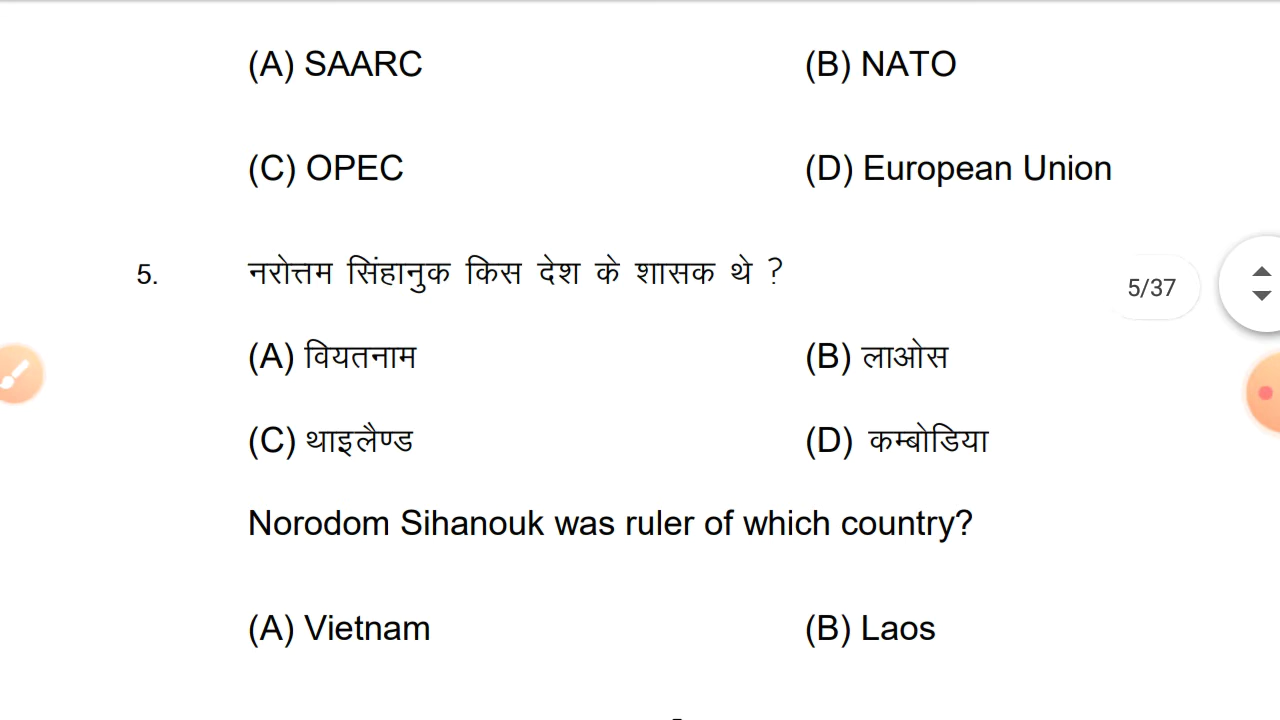 (A) SAARC (B) NATO
(C) OPEC (D) European Union
5. नरोत्तम सिंहानुक किस देश के शासक थे ?
5/37
(A) वियतनाम (B) लाओस
(C) थाइलैण्ड (D) कम्बोडिया
Norodom Sihanouk was ruler of which country?
(A) Vietnam (B) Laos